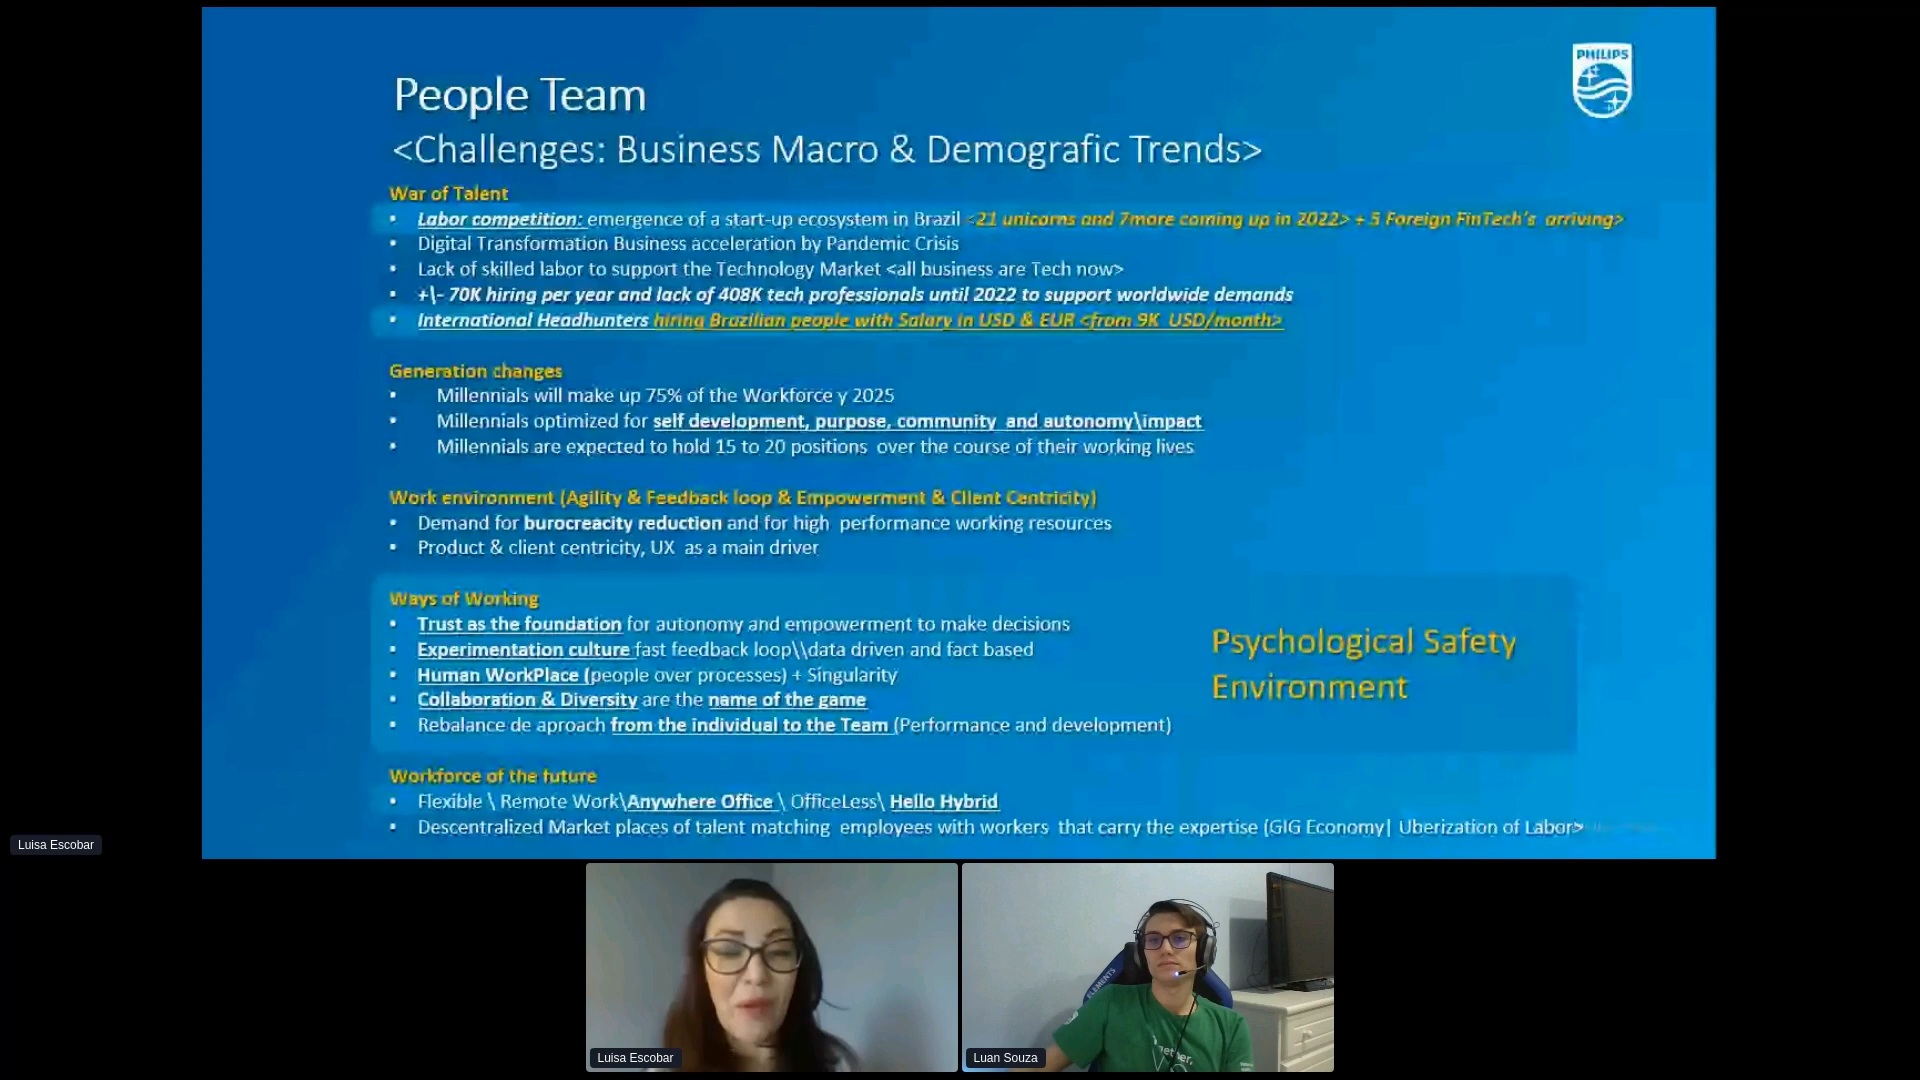 PHILIPS
People Team
<Challenges: Business Macro & Demografic Trends>
War of Talent
• Labor competition: emergence of a start-up ecosystem in Brazil <21 unicorns and 7more coming up in 2022> + 5 Foreign FinTech's arriving>
• Digital Transformation Business acceleration by Pandemic Crisis
• Lack of skilled labor to support the Technology Market <all business are Tech now>
• +\- 70K hiring per year and lack of 408K tech professionals until 2022 to support worldwide demands
• International Headhunters hiring Brazilian people with Salary in USD & EUR <from 9K USD/month>
Generation changes
• Millennials will make up 75% of the Workforce y 2025
• Millennials optimized for self development, purpose, community and autonomy\impact
• Millennials are expected to hold 15 to 20 positions over the course of their working lives
Work environment (Agility & Feedback loop & Empowerment & Client Centricity)
• Demand for burocreacity reduction and for high performance working resources
• Product & client centricity, UX as a main driver
Ways of Working
• Trust as the foundation for autonomy and empowerment to make decisions
• Experimentation culture fast feedback loop\\data driven and fact based
• Human WorkPlace (people over processes) + Singularity
• Collaboration & Diversity are the name of the game
• Rebalance de aproach from the individual to the Team (Performance and development)
Psychological Safety
Environment
Workforce of the future
• Flexible \ Remote Work\Anywhere Office \ OfficeLess\ Hello Hybrid
• Descentralized Market places of talent matching employees with workers that carry the expertise (GIG Economy| Uberization of Labor>
Luisa Escobar
Luisa Escobar
ELEMENTS
Luan Souza